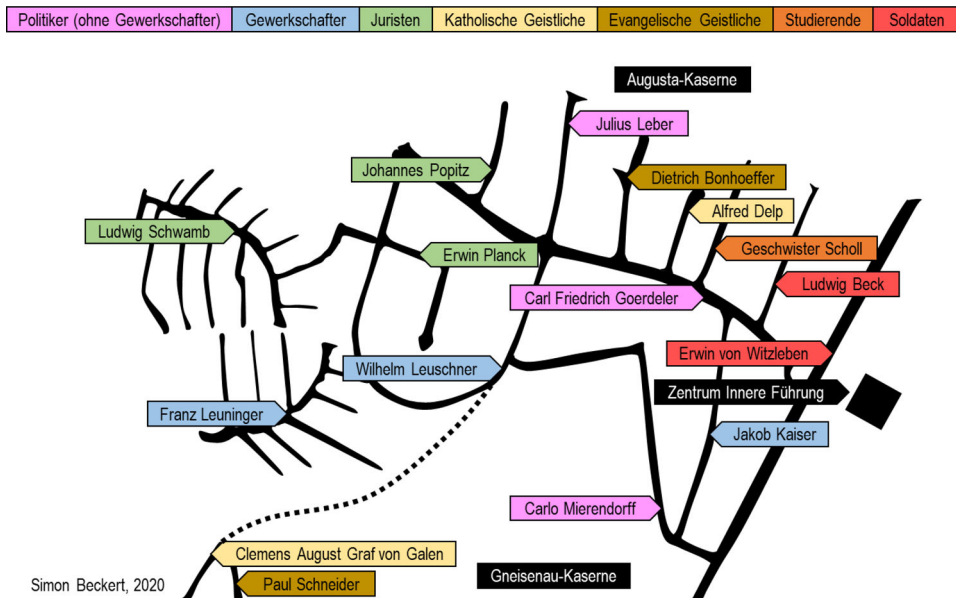 Politiker (ohne Gewerkschafter) Gewerkschafter Juristen Katholische Geistliche Evangelische Geistliche Studierende Soldaten
Augusta-Kaserne
Julius Leber
Johannes Popitz
Dietrich Bonhoeffer
Alfred Delp
Ludwig Schwamb
Erwin Planck
Geschwister Scholl
Ludwig Beck
Carl Friedrich Goerdeler
Erwin von Witzleben
Wilhelm Leuschner
Zentrum Innere Führung
Franz Leuninger
Jakob Kaiser
Carlo Mierendorff
Clemens August Graf von Galen
Gneisenau-Kaserne
Simon Beckert, 2020
Paul Schneider